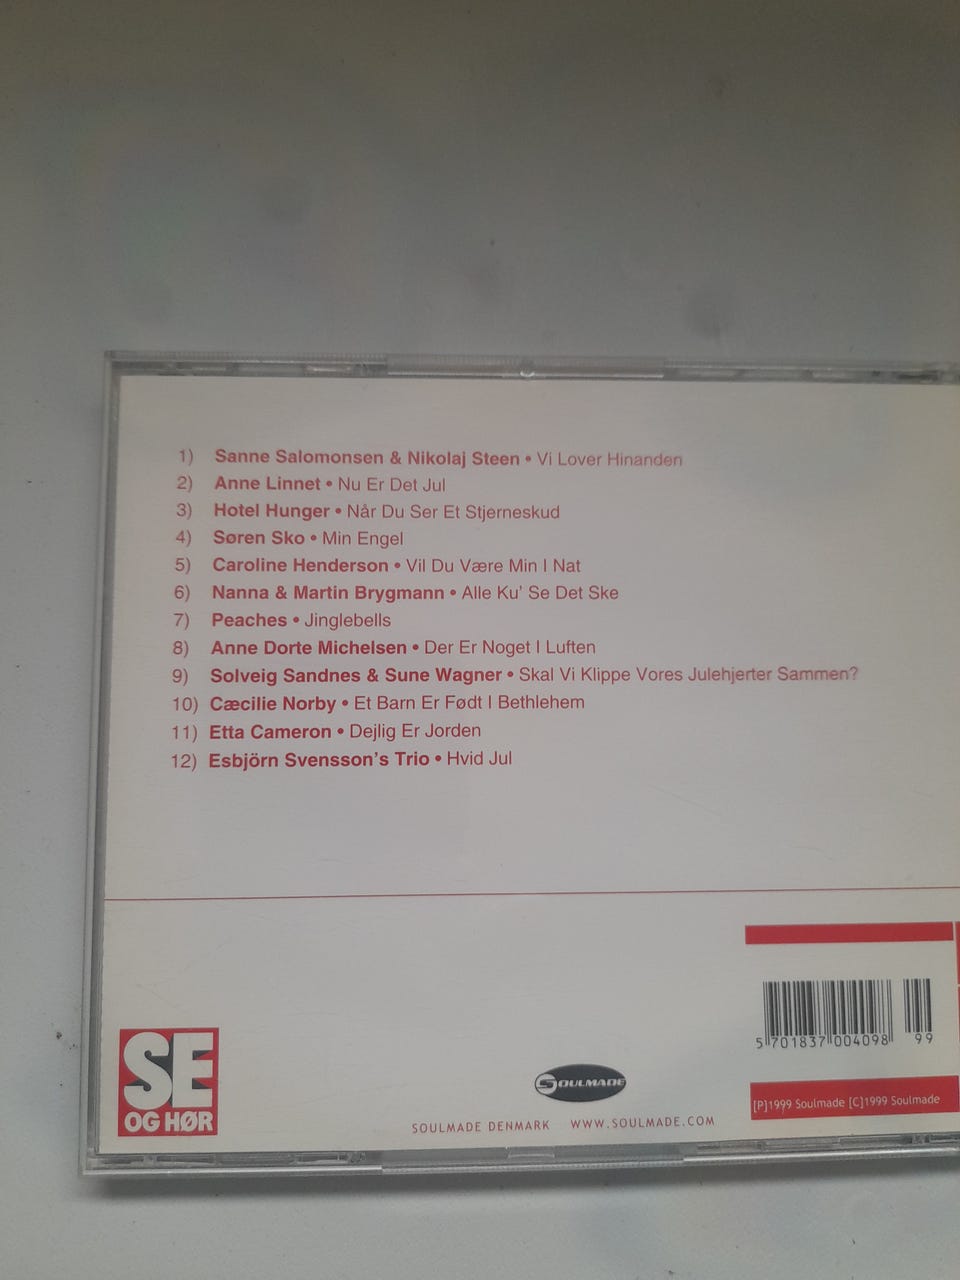 1) Sanne Salomonsen & Nikolaj Steen • Vi Lover Hinanden
2) Anne Linnet • Nu Er Det Jul
3) Hotel Hunger • Når Du Ser Et Stjerneskud
4) Søren Sko • Min Engel
5) Caroline Henderson • Vil Du Være Min I Nat
6) Nanna & Martin Brygmann • Alle Ku' Se Det Ske
7) Peaches • Jinglebells
8) Anne Dorte Michelsen • Der Er Noget I Luften
9) Solveig Sandnes & Sune Wagner • Skal Vi Klippe Vores Julehjerter Sammen?
10) Cæcilie Norby • Et Barn Er Født I Bethlehem
11) Etta Cameron • Dejlig Er Jorden
12) Esbjörn Svensson's Trio • Hvid Jul
5 701837 004098 99
SE
OG HØR
SOULMADE
[P]1999 Soulmade [C]1999 Soulmade
SOULMADE DENMARK WWW.SOULMADE.COM